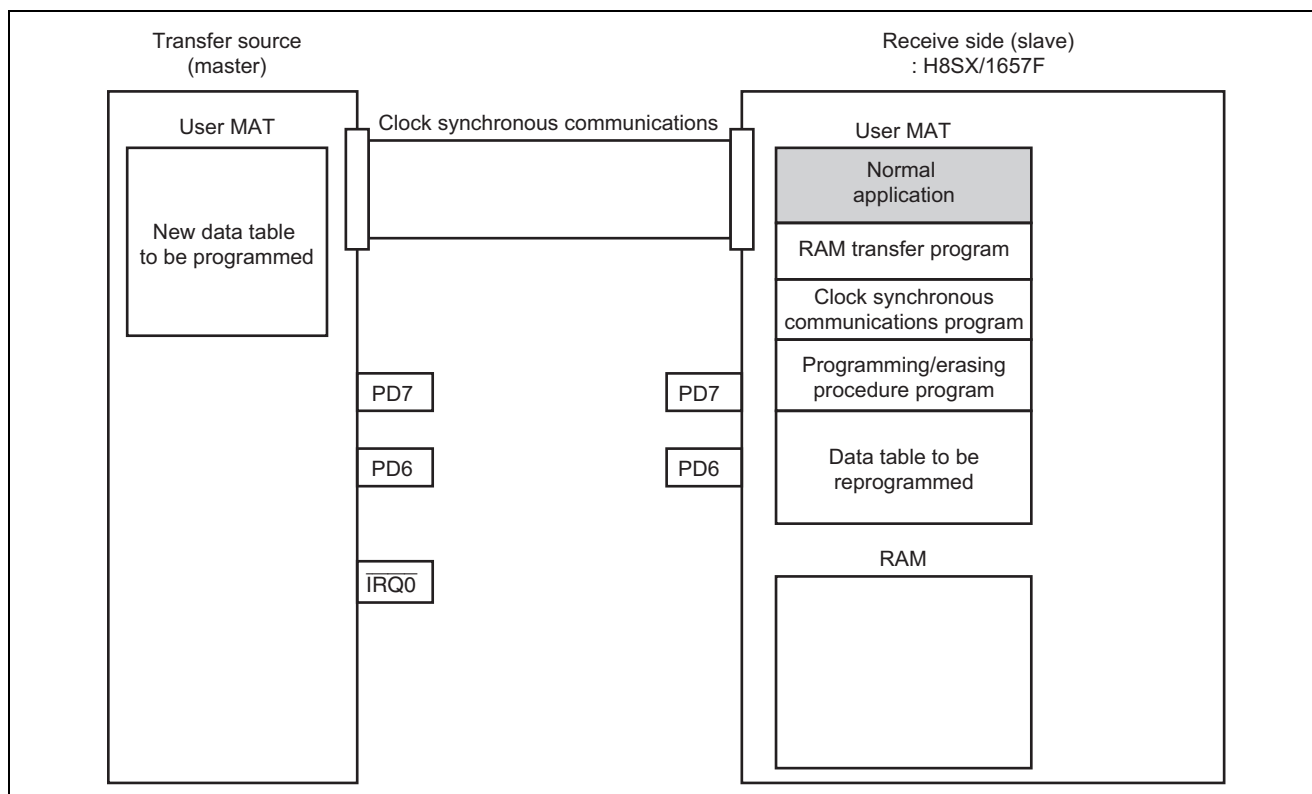 Transfer source
(master)
Receive side (slave)
: H8SX/1657F
User MAT
Clock synchronous communications
User MAT
New data table
to be programmed
Normal
application
RAM transfer program
Clock synchronous
communications program
Programming/erasing
procedure program
Data table to be
reprogrammed
PD7
PD7
PD6
PD6
IRQ0
RAM